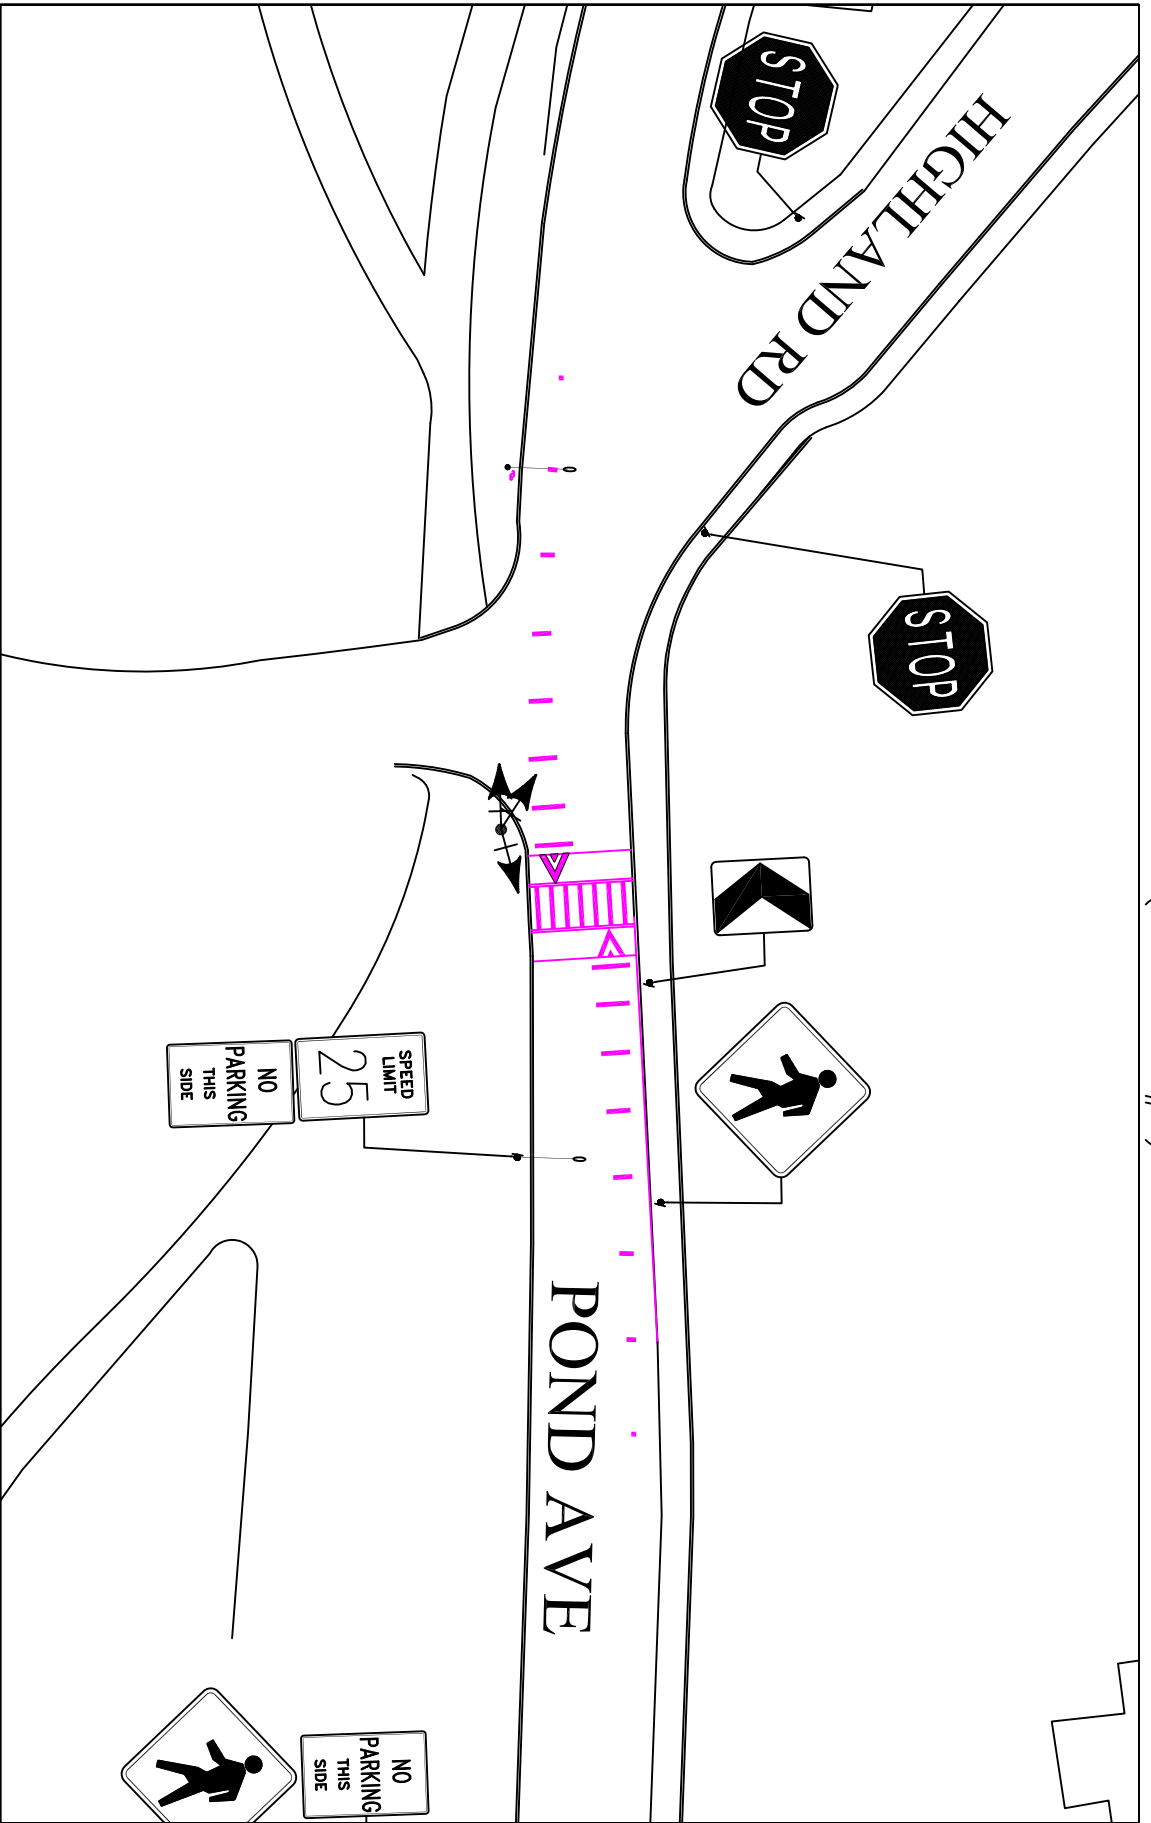 STOP
HIGHLAND RD
STOP
SPEED
LIMIT
25
NO
PARKING
THIS
SIDE
POND AVE
NO
PARKING
THIS
SIDE